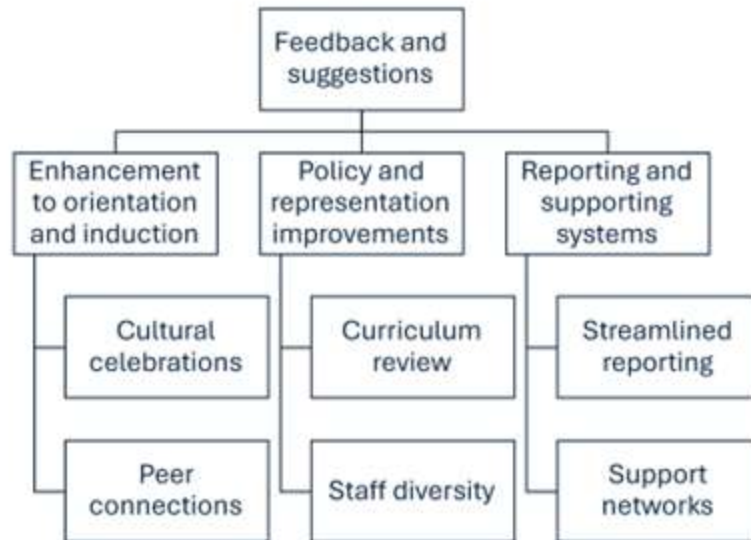 Feedback and
suggestions
Enhancement
to orientation
and induction
Policy and
representation
improvements
Reporting and
supporting
systems
Cultural
celebrations
Curriculum
review
Streamlined
reporting
Peer
connections
Staff diversity
Support
networks